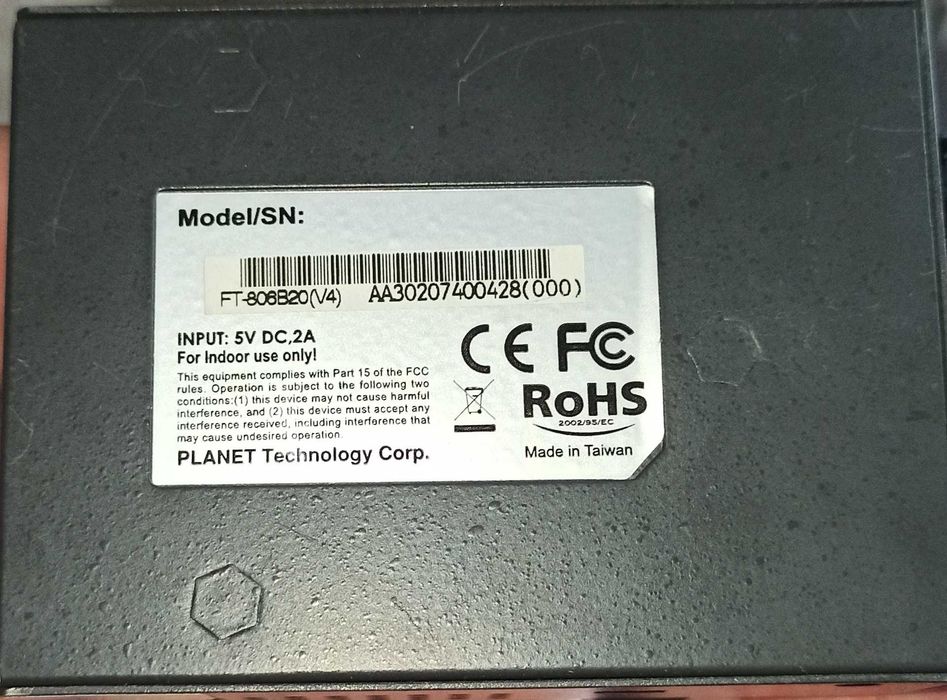 Model/SN:
FT-806B20(V4) AA30207400428(000)
INPUT: 5V DC,2A
For Indoor use only!
This equipment complies with Part 15 of the FCC
rules. Operation is subject to the following two
conditions:(1) this device may not cause harmful
interference, and (2) this device must accept any
interference received, including interference that
may cause undesired operation.
PLANET Technology Corp.
CE FC
RoHS
2002/95/EC
Made in Taiwan